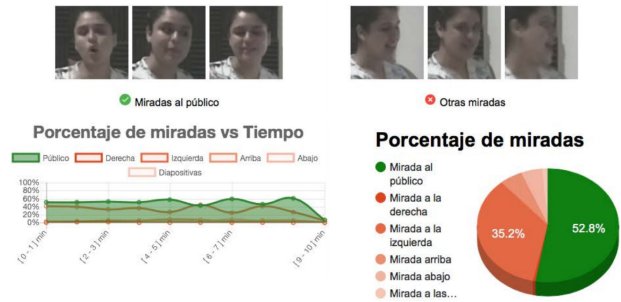 Miradas al público
Otras miradas
Porcentaje de miradas vs Tiempo
Público
Derecha
Izquierda
Arriba
Abajo
Diapositivas
100%
80%
60%
40%
20%
0%
[ 0 - 1 ] min
[ 2 - 3 ] min
[ 4 - 5 ] min
[ 6 - 7 ] min
[ 9 - 10 ] min
Porcentaje de miradas
Mirada al
público
Mirada a la
derecha
Mirada a la
izquierda
Mirada arriba
Mirada abajo
Mirada a las…
35.2%
52.8%